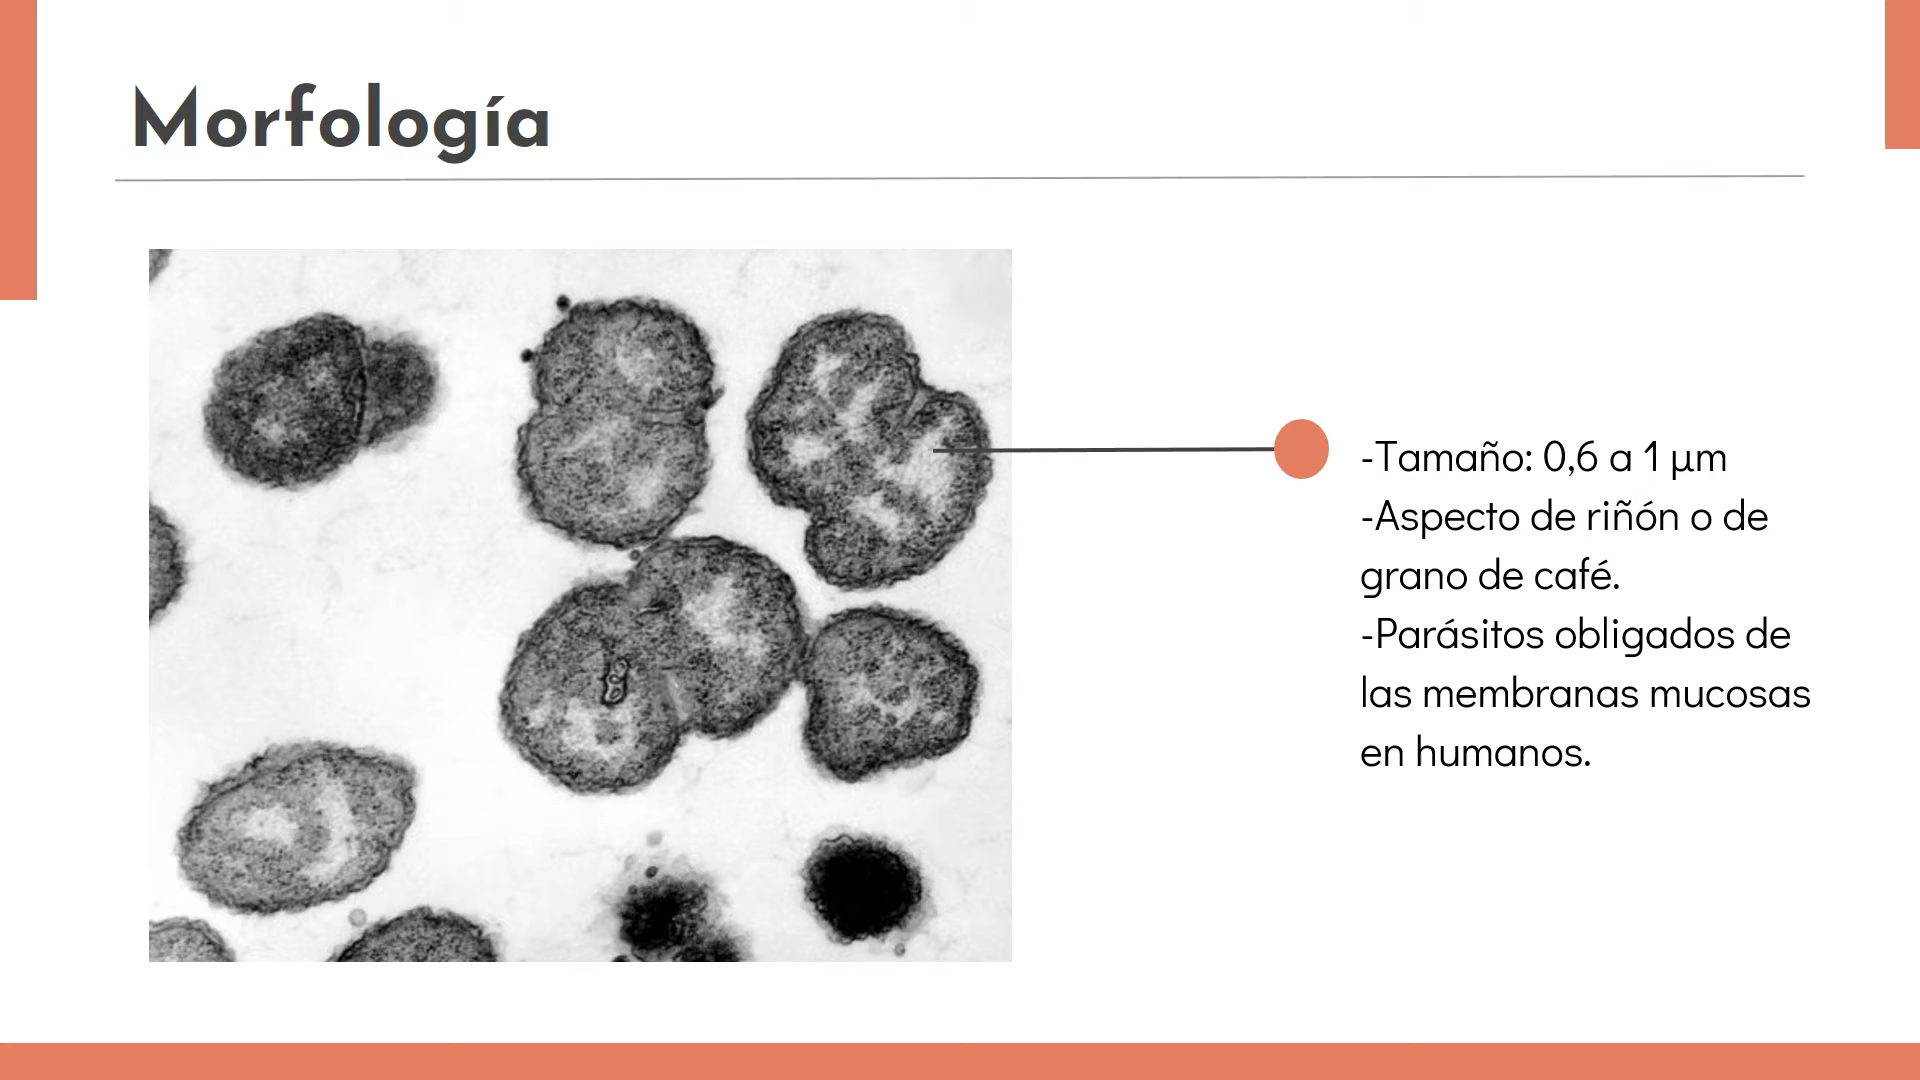 Morfología
-Tamaño: 0,6 a 1 µm
-Aspecto de riñón o de
grano de café.
-Parásitos obligados de
las membranas mucosas
en humanos.